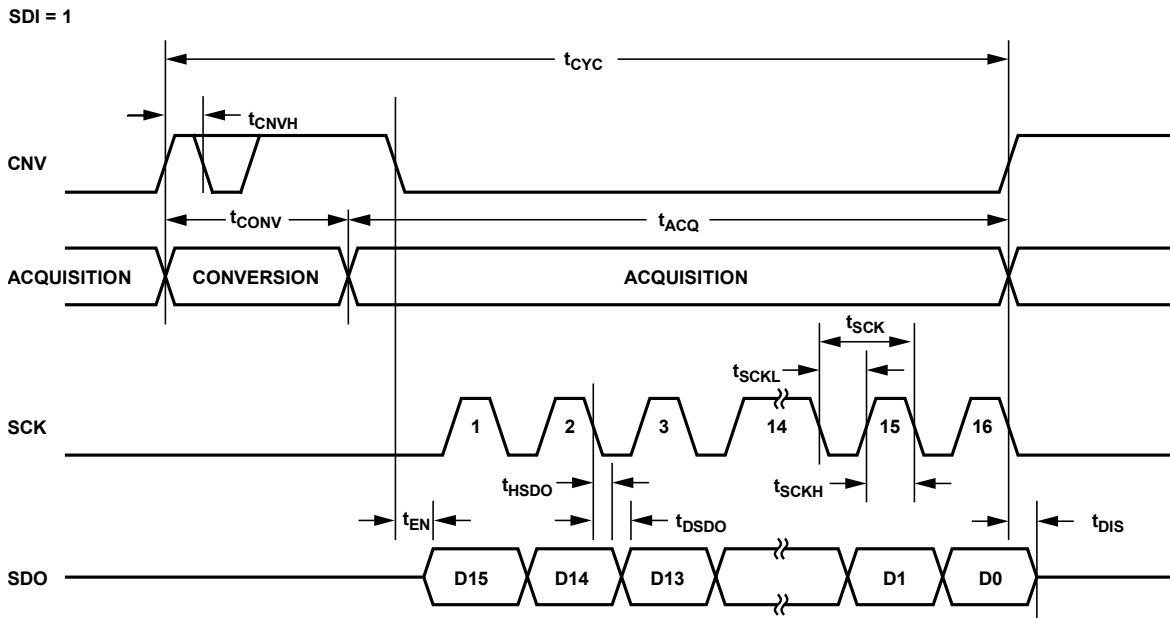 SDI = 1
tCYC
tCNVH
CNV
tCONV
tACQ
ACQUISITION CONVERSION ACQUISITION
tSCK
tSCKL
SCK 1 2 3 14 15 16
tHSDO tSCKH
tEN tDSDO tDIS
SDO D15 D14 D13 D1 D0